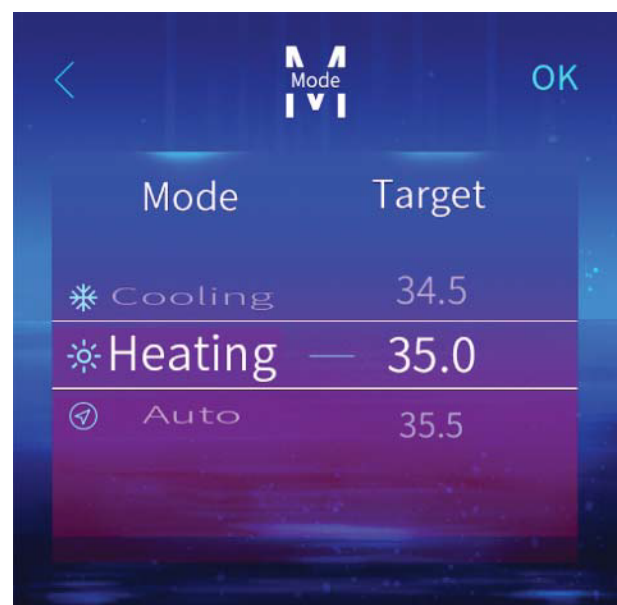 M
Mode
OK
Mode Target
Cooling 34.5
Heating — 35.0
Auto 35.5